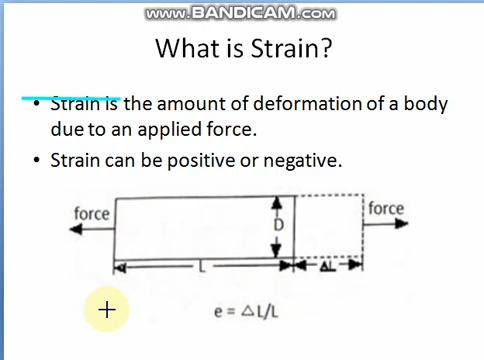 www.BANDICAM.com
What is Strain?
• Strain is the amount of deformation of a body
due to an applied force.
• Strain can be positive or negative.
force
force
D
L
ΔL
e = △L/L